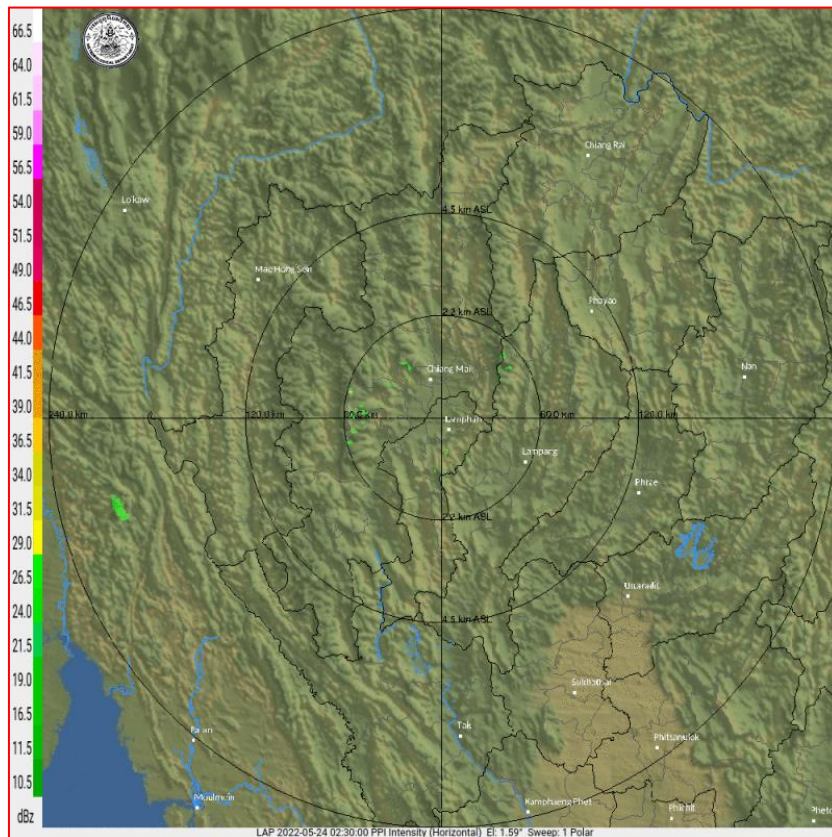 66.5
64.0
61.5
59.0
56.5
54.0
51.5
49.0
46.5
44.0
41.5
39.0
36.5
34.0
31.5
29.0
26.5
24.0
21.5
19.0
16.5
11.5
10.5
dBz
Chiang Rai
Loikaw
4.5 km ASL
Mae Hong Son
Phayao
2.2 km ASL
Nan
Chiang Mai
240.0 km
120.0 km
60.0 km
60.0 km
120.0 km
Lamphun
Lampang
Phrae
2.2 km ASL
Uttaradit
4.5 km ASL
Sukhothai
Pa'an
Tak
Phitsanulok
Moulmein
Kamphaeng Phet
Phichit
LAP 2022-05-24 02:30:00 PPI Intensity (Horizontal) El: 1.59° Sweep: 1 Polar